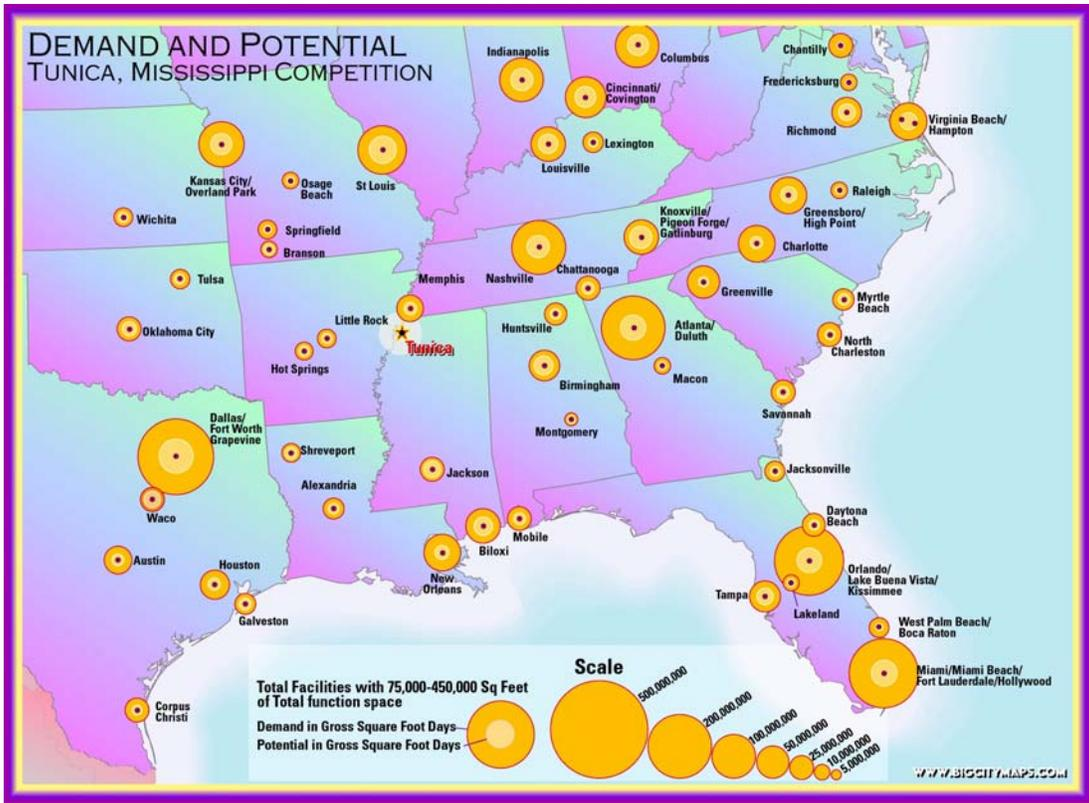 DEMAND AND POTENTIAL
TUNICA, MISSISSIPPI COMPETITION
Indianapolis
Columbus
Chantilly
Cincinnati/
Covington
Fredericksburg
Richmond
Virginia Beach/
Hampton
Lexington
Louisville
Kansas City/
Overland Park
Osage
Beach
St Louis
Wichita
Springfield
Branson
Knoxville/
Pigeon Forge/
Gatlinburg
Raleigh
Greensboro/
High Point
Charlotte
Nashville
Chattanooga
Tulsa
Memphis
Greenville
Myrtle
Beach
Oklahoma City
Little Rock
Tunica
Huntsville
Atlanta/
Duluth
North
Charleston
Hot Springs
Birmingham
Macon
Savannah
Dallas/
Fort Worth
Grapevine
Montgomery
Shreveport
Jackson
Jacksonville
Alexandria
Waco
Daytona
Beach
Biloxi
Mobile
Austin
Houston
New
Orleans
Orlando/
Lake Buena Vista/
Kissimmee
Tampa
Lakeland
Galveston
West Palm Beach/
Boca Raton
Miami/Miami Beach/
Fort Lauderdale/Hollywood
Corpus
Christi
Scale
Total Facilities with 75,000-450,000 Sq Feet
of Total function space
Demand in Gross Square Foot Days
Potential in Gross Square Foot Days
500,000,000
200,000,000
100,000,000
50,000,000
25,000,000
10,000,000
5,000,000
WWW.BIGCITYMAPS.COM